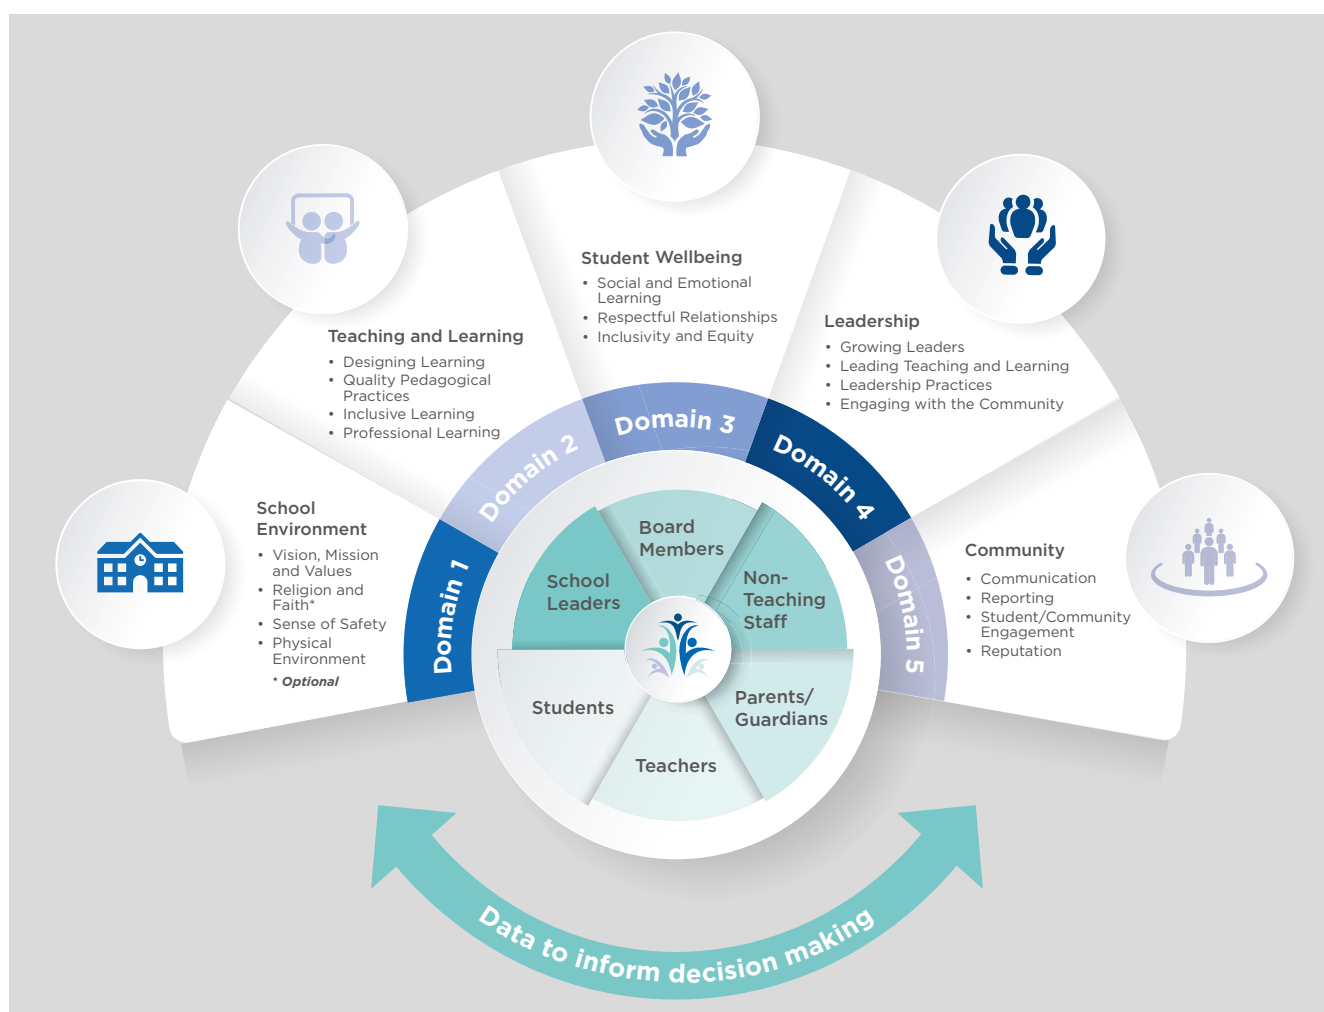 Student Wellbeing
• Social and Emotional
Learning
• Respectful Relationships
• Inclusivity and Equity
Teaching and Learning
• Designing Learning
• Quality Pedagogical
Practices
• Inclusive Learning
• Professional Learning
Leadership
• Growing Leaders
• Leading Teaching and Learning
• Leadership Practices
• Engaging with the Community
School
Environment
• Vision, Mission
and Values
• Religion and
Faith*
• Sense of Safety
• Physical
Environment
* Optional
Community
• Communication
• Reporting
• Student/Community
Engagement
• Reputation
Domain 1
Domain 2
Domain 3
Domain 4
Domain 5
Board
Members
School
Leaders
Non-
Teaching
Staff
Students
Parents/
Guardians
Teachers
Data to inform decision making